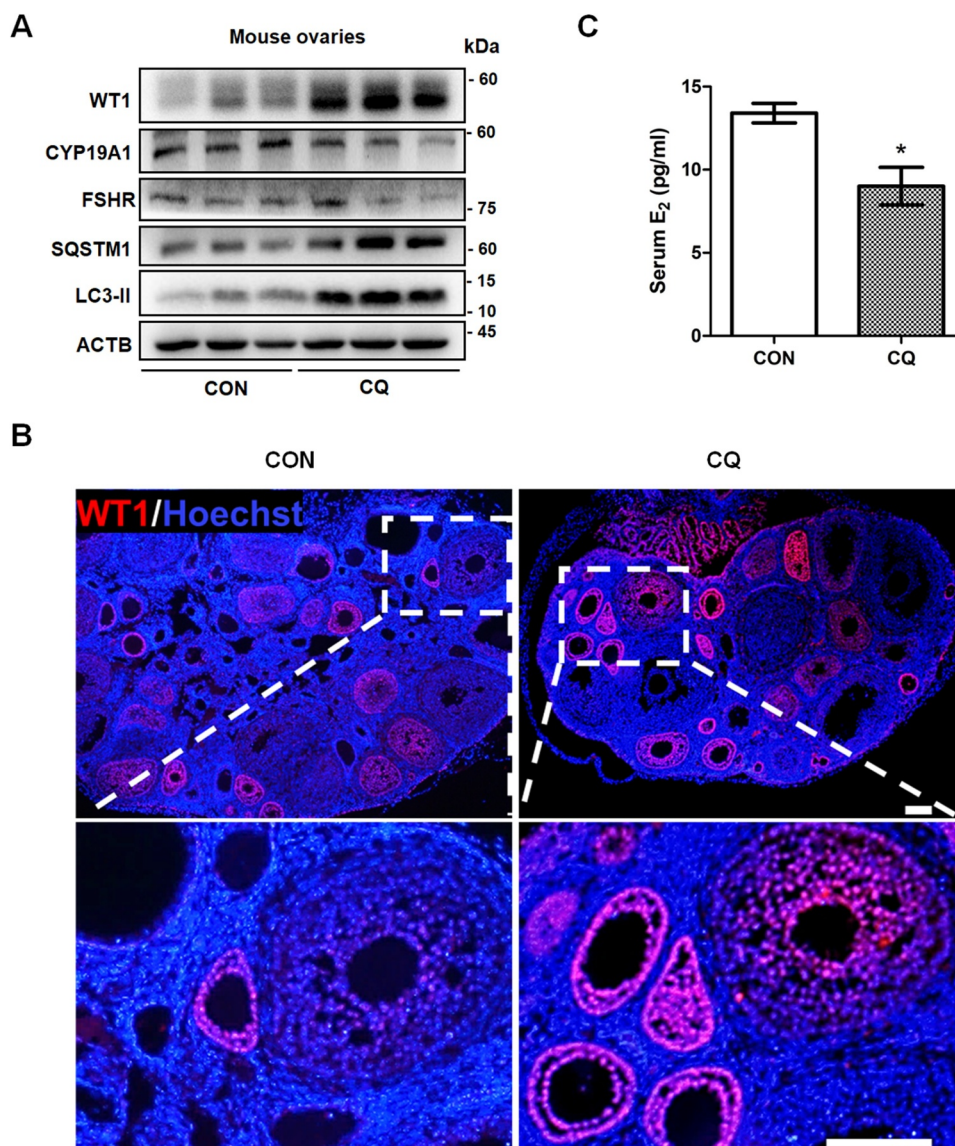 A
Mouse ovaries
kDa
WT1
- 60
CYP19A1
60
FSHR
- 75
SQSTM1
- 60
LC3-II
- 15
- 10
ACTB
- 45
CON
CQ
C
Serum E₂ (pg/ml)
15
10
5
0
*
CON
CQ
B
CON
CQ
WT1/Hoechst